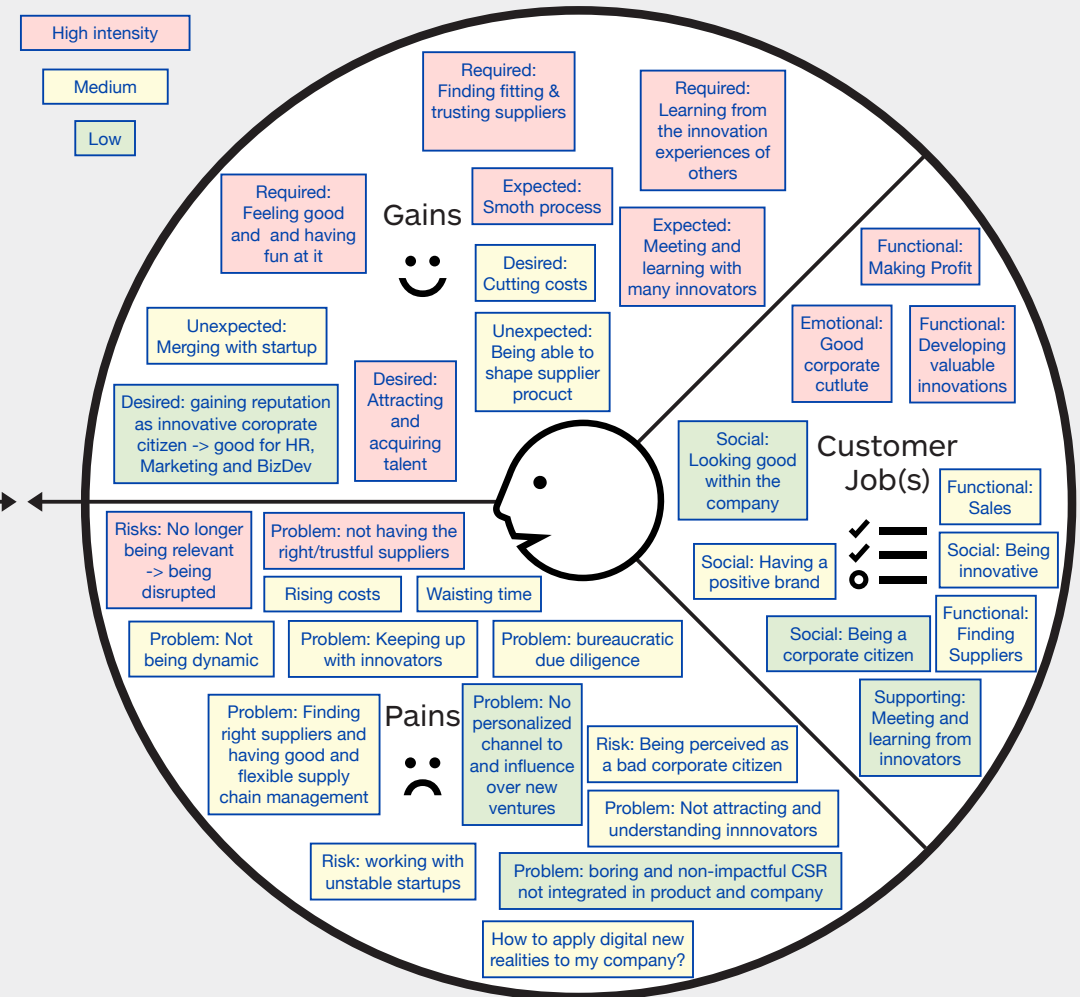 High intensity
Medium
Low
Required:
Finding fitting &
trusting suppliers
Required:
Learning from
the innovation
experiences of
others
Required:
Feeling good
and  and having
fun at it
Gains
Expected:
Smoth process
Expected:
Meeting and
learning with
many innovators
Desired:
Cutting costs
Unexpected:
Merging with startup
Unexpected:
Being able to
shape supplier
procuct
Desired:
Attracting
and
acquiring
talent
Desired: gaining reputation
as innovative coroprate
citizen -> good for HR,
Marketing and BizDev
Functional:
Making Profit
Emotional:
Good
corporate
cutlute
Functional:
Developing
valuable
innovations
Social:
Looking good
within the
company
Customer
Job(s)
Functional:
Sales
Social: Having a
positive brand
Social: Being
innovative
Social: Being a
corporate citizen
Functional:
Finding
Suppliers
Supporting:
Meeting and
learning from
innovators
Risks: No longer
being relevant
-> being
disrupted
Problem: not having the
right/trustful suppliers
Rising costs
Waisting time
Problem: Not
being dynamic
Problem: Keeping up
with innovators
Problem: bureaucratic
due diligence
Problem: Finding
right suppliers and
having good and
flexible supply
chain management
Pains
Problem: No
personalized
channel to
and influence
over new
ventures
Risk: Being perceived as
a bad corporate citizen
Problem: Not attracting and
understanding innnovators
Risk: working with
unstable startups
Problem: boring and non-impactful CSR
not integrated in product and company
How to apply digital new
realities to my company?